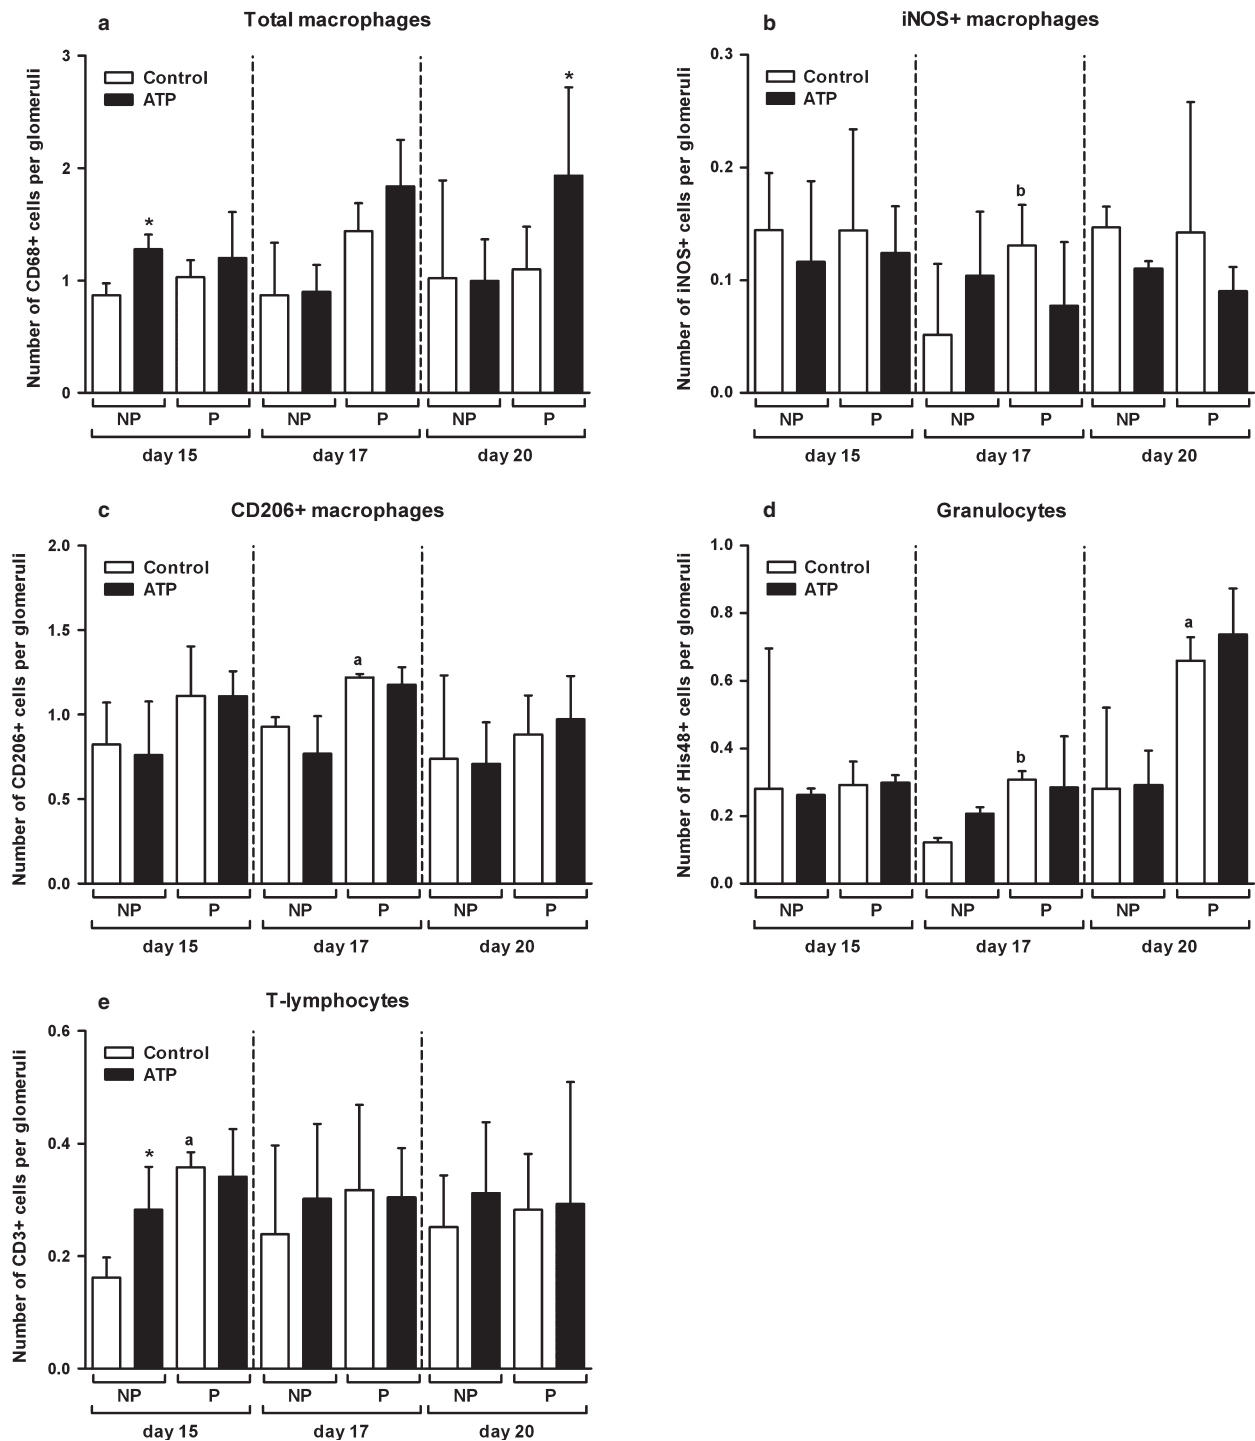 a
Total macrophages
Number of CD68+ cells per glomeruli
3
2
1
0
Control
ATP
*
*
NP
P
NP
P
NP
P
day 15
day 17
day 20
b
iNOS+ macrophages
Number of iNOS+ cells per glomeruli
0.3
0.2
0.1
0.0
Control
ATP
b
NP
P
NP
P
NP
P
day 15
day 17
day 20
c
CD206+ macrophages
Number of CD206+ cells per glomeruli
2.0
1.5
1.0
0.5
0.0
Control
ATP
a
NP
P
NP
P
NP
P
day 15
day 17
day 20
d
Granulocytes
Number of His48+ cells per glomeruli
1.0
0.8
0.6
0.4
0.2
0.0
Control
ATP
b
a
NP
P
NP
P
NP
P
day 15
day 17
day 20
e
T-lymphocytes
Number of CD3+ cells per glomeruli
0.6
0.4
0.2
0.0
Control
ATP
*
a
NP
P
NP
P
NP
P
day 15
day 17
day 20